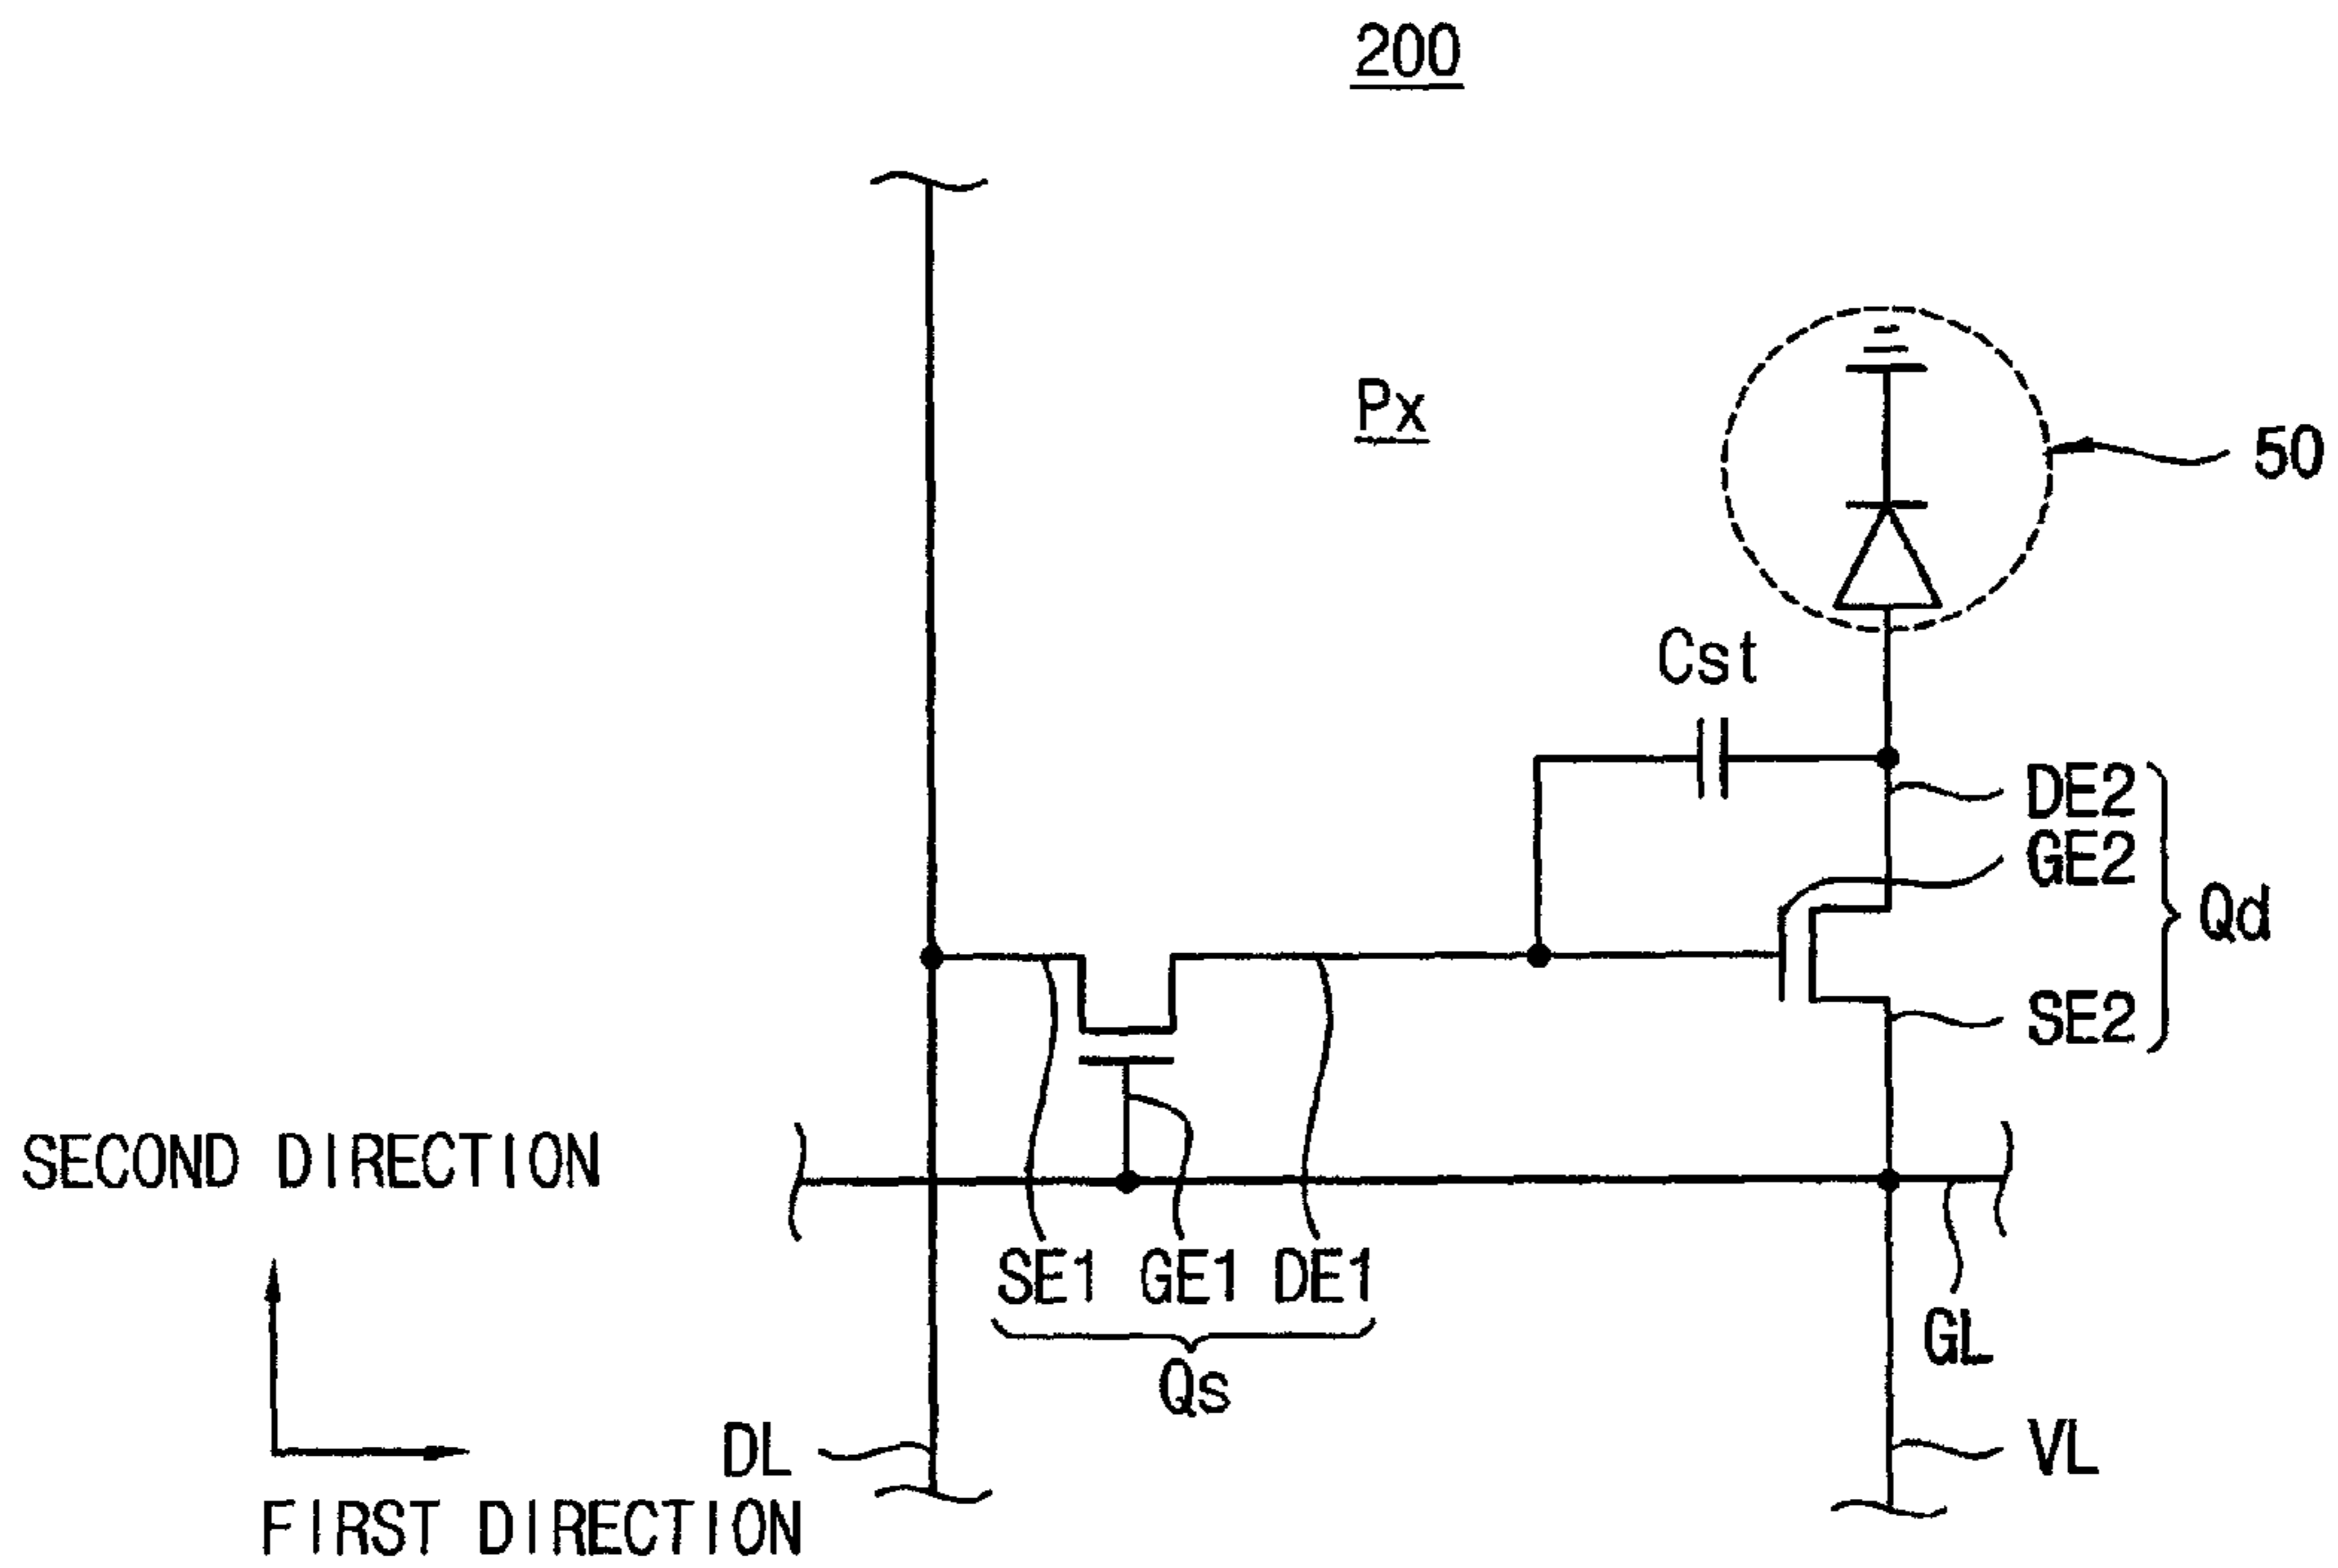 200
Px
50
Cst
DE2
GE2
Qd
SE2
SECOND DIRECTION
SE1 GE1 DE1
GL
Qs
DL
VL
FIRST DIRECTION